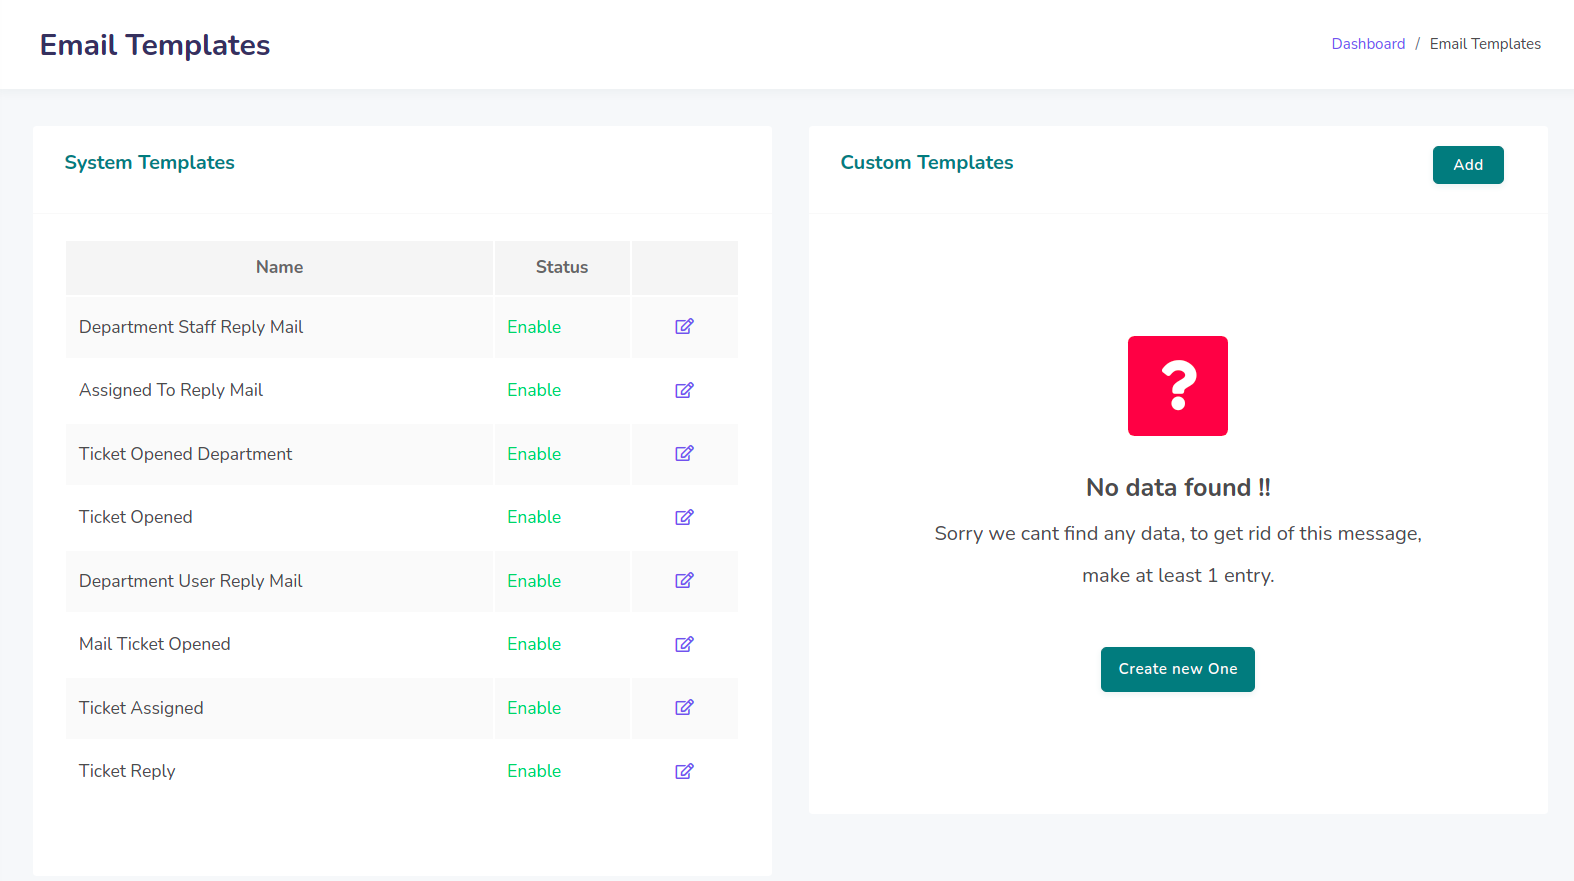 Email Templates
Dashboard / Email Templates
System Templates
Name Status
Department Staff Reply Mail Enable
Assigned To Reply Mail Enable
Ticket Opened Department Enable
Ticket Opened Enable
Department User Reply Mail Enable
Mail Ticket Opened Enable
Ticket Assigned Enable
Ticket Reply Enable
Custom Templates
Add
?
No data found !!
Sorry we cant find any data, to get rid of this message,
make at least 1 entry.
Create new One